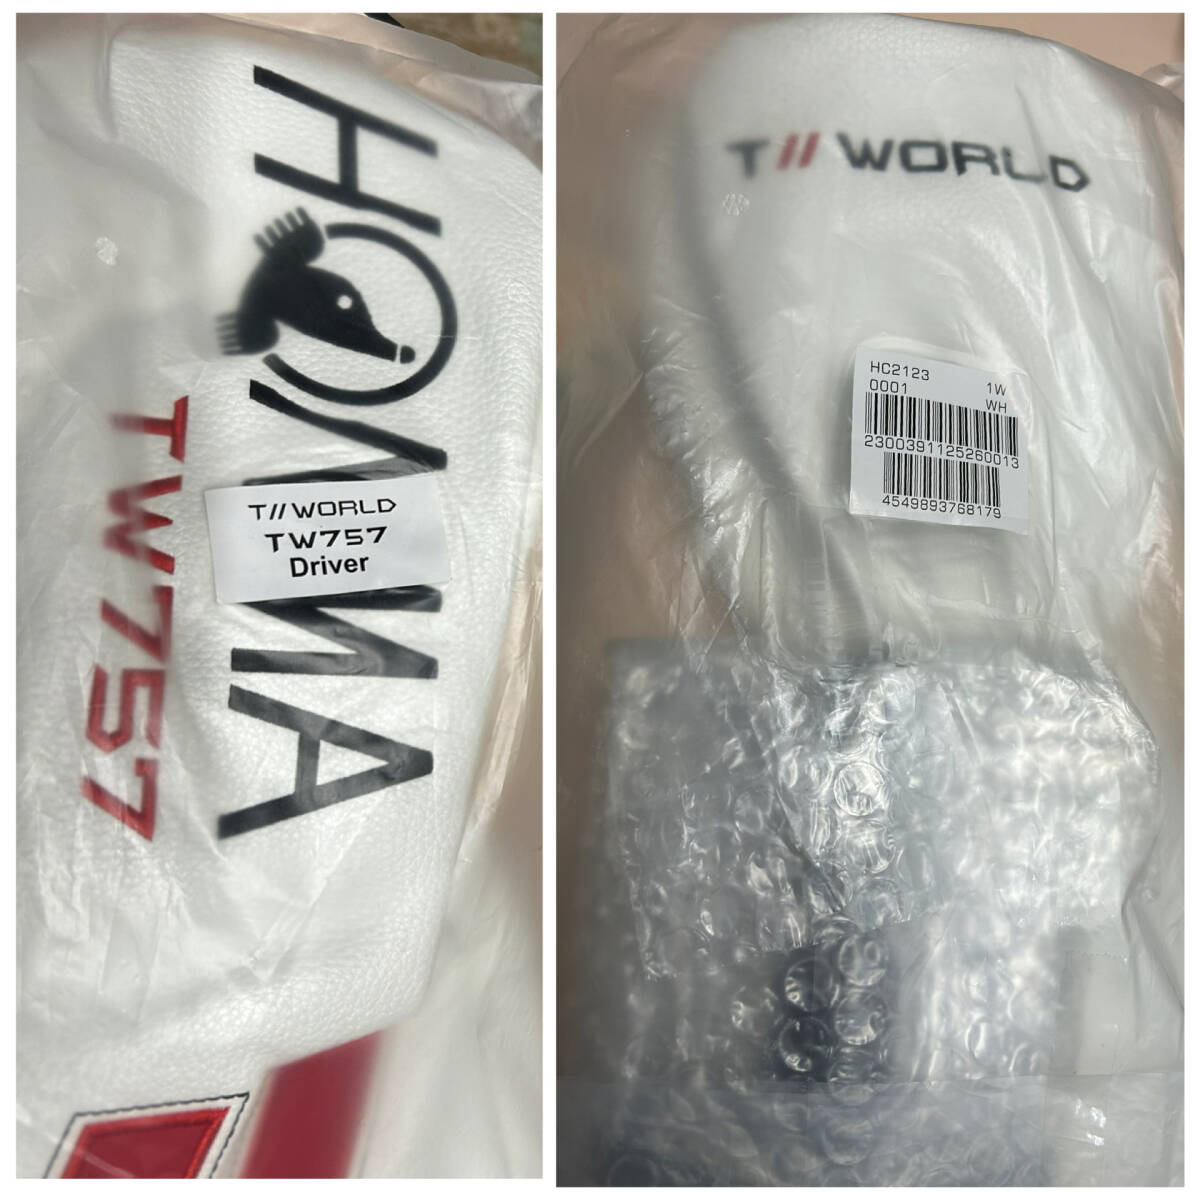 HONMA
TW757
T//WORLD
TW757
Driver
T//WORLD
HC2123
0001 1W
WH
2300391125260013
4549893768179